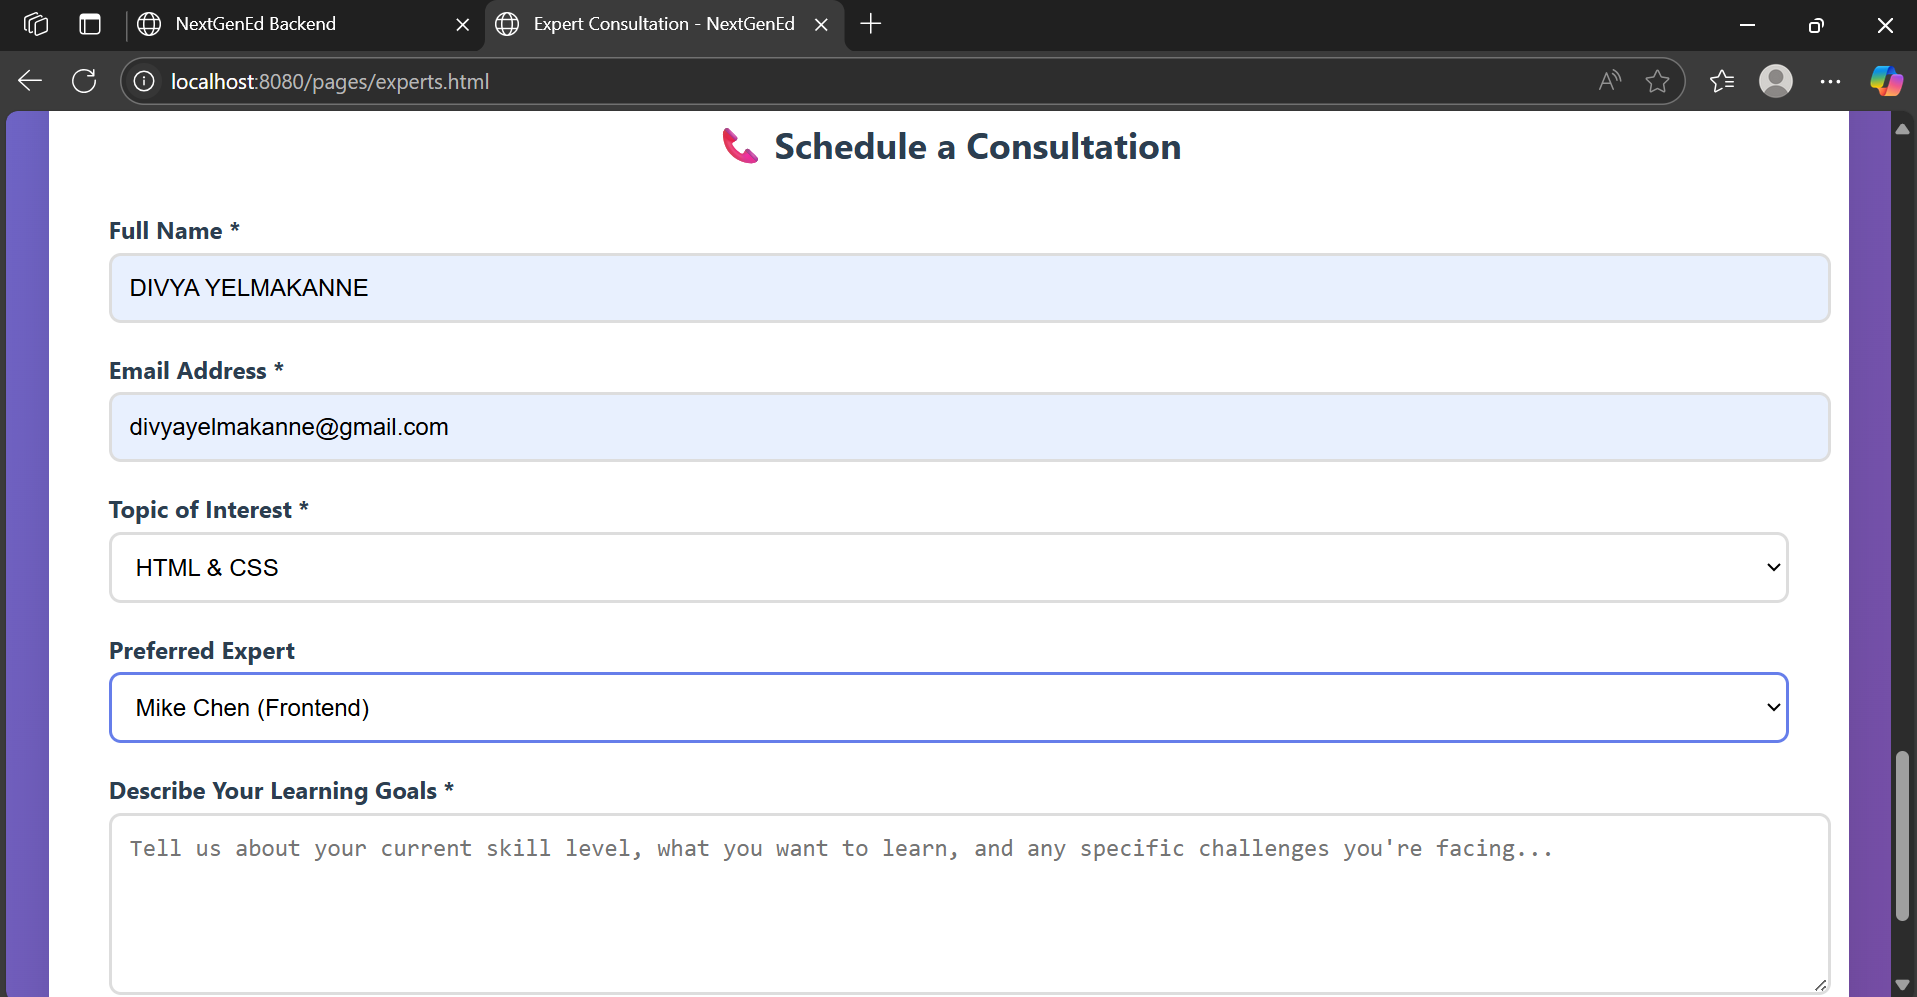 NextGenEd Backend
Expert Consultation - NextGenEd
localhost:8080/pages/experts.html
Schedule a Consultation
Full Name *
DIVYA YELMAKANNE
Email Address *
divyayelmakanne@gmail.com
Topic of Interest *
HTML & CSS
Preferred Expert
Mike Chen (Frontend)
Describe Your Learning Goals *
Tell us about your current skill level, what you want to learn, and any specific challenges you're facing...